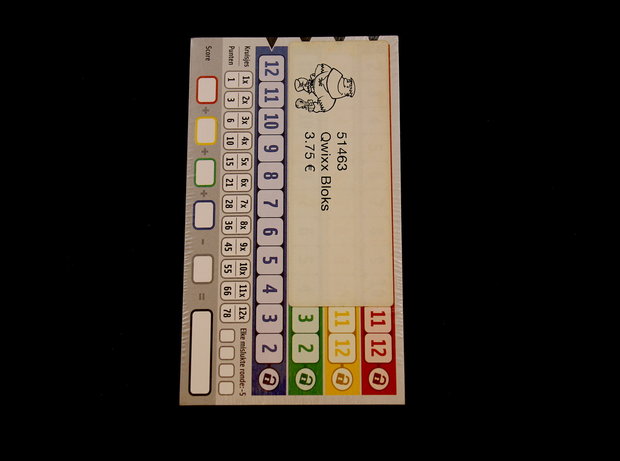 51463
Qwixx Bloks
3.75 €
11 12
11 12
3 2
12 11 10 9 8 7 6 5 4 3 2
Kruisjes 1x 2x 3x 4x 5x 6x 7x 8x 9x 10x 11x 12x
Punten 1 3 6 10 15 21 28 36 45 55 66 78
Elke mislukte ronde: -5
Score + + + - =